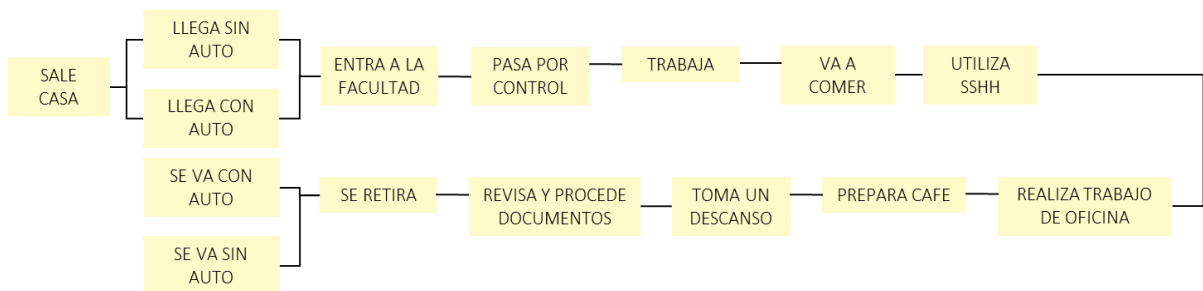 SALE
CASA
LLEGA SIN
AUTO
LLEGA CON
AUTO
ENTRA A LA
FACULTAD
PASA POR
CONTROL
TRABAJA
VA A
COMER
UTILIZA
SSHH
REALIZA TRABAJO
DE OFICINA
PREPARA CAFE
TOMA UN
DESCANSO
REVISA Y PROCEDE
DOCUMENTOS
SE RETIRA
SE VA CON
AUTO
SE VA SIN
AUTO